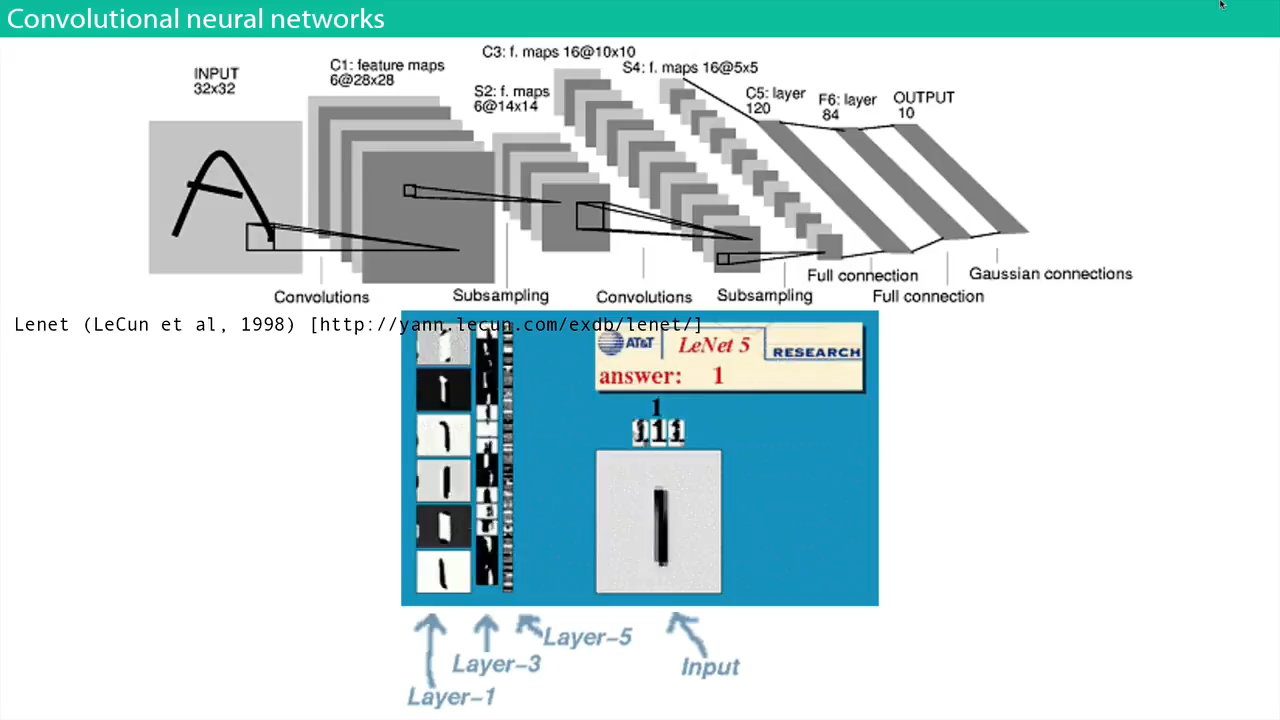 Convolutional neural networks
INPUT
32x32
C1: feature maps
6@28x28
S2: f. maps
6@14x14
C3: f. maps 16@10x10
S4: f. maps 16@5x5
C5: layer
120
F6: layer
84
OUTPUT
10
Convolutions
Subsampling
Convolutions
Subsampling
Full connection
Full connection
Gaussian connections
Lenet (LeCun et al, 1998) [http://yann.lecun.com/exdb/lenet/]
AT&T
LeNet 5
RESEARCH
answer: 1
1
1 1 1
Layer-5
Layer-3
Input
Layer-1